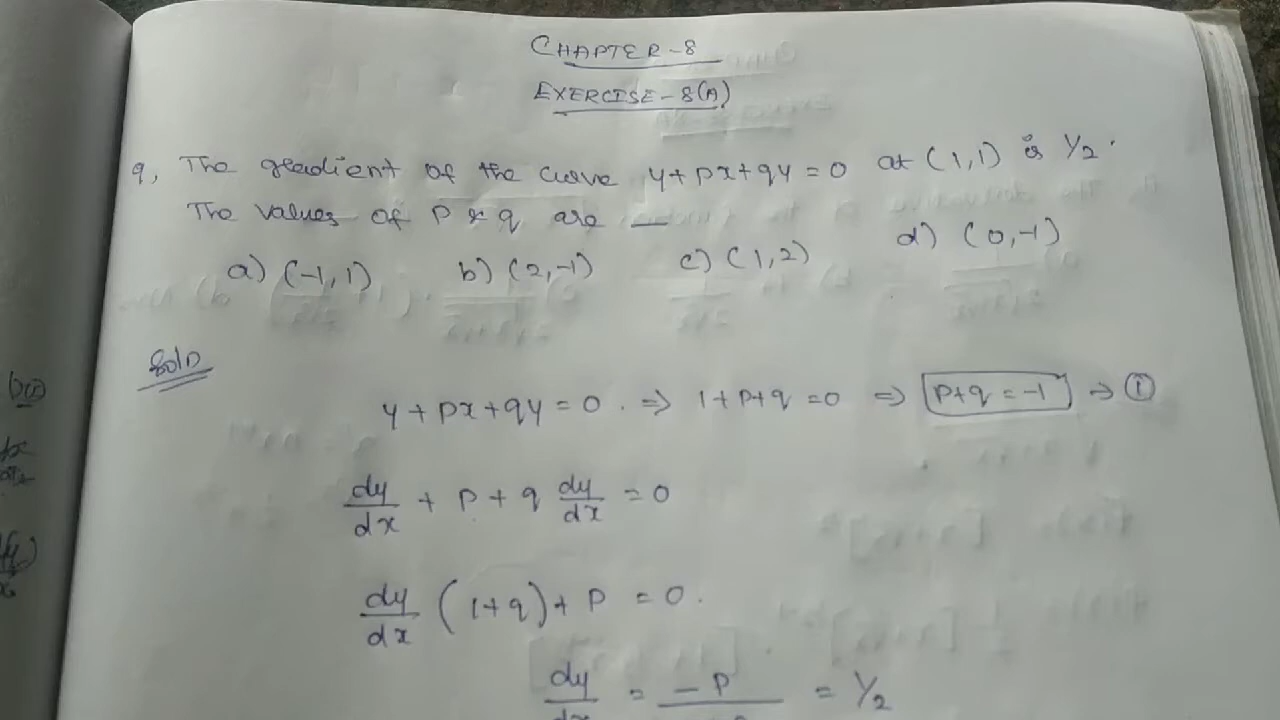 CHAPTER-8
EXERCISE-8(A)
9, The gradient of the curve y+px+qy=0 at (1,1) is 1/2.
The values of p & q are —
a) (-1,1) b) (2,-1) c) (1,2) d) (0,-1)
Soln
y+px+qy=0. ⇒ 1+p+q=0 ⇒ p+q=-1 → ①
dy/dx + p + q dy/dx = 0
dy/dx (1+q)+ p = 0.
dy/dx = -p = 1/2